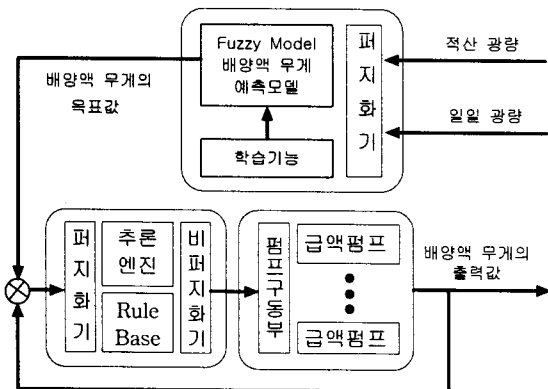 Fuzzy Model
배양액 무게
예측모델
학습기능
퍼지화기
적산 광량
일일 광량
배양액 무게의
목표값
퍼지화기
추론
엔진
Rule
Base
비퍼지화기
펌프구동부
급액펌프
급액펌프
배양액 무게의
출력값